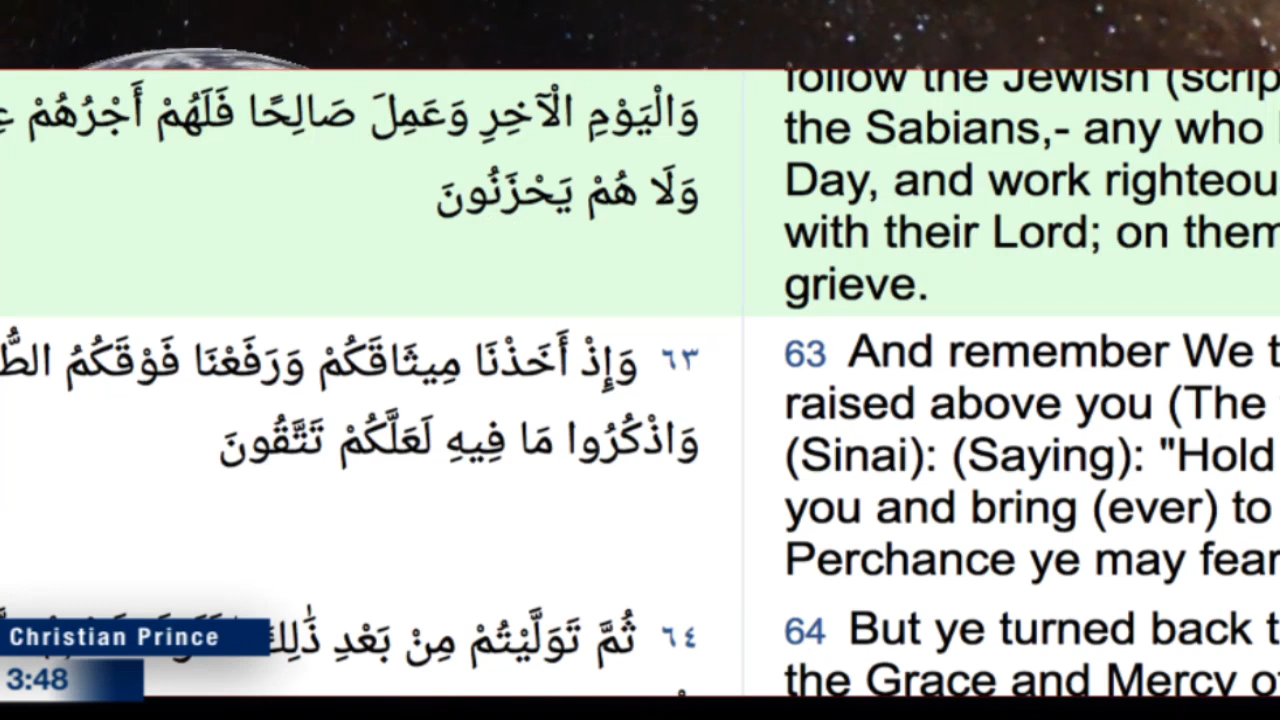 وَالْيَوْمِ الْآخِرِ وَعَمِلَ صَالِحًا فَلَهُمْ أَجْرُهُمْ
وَلَا هُمْ يَحْزَنُونَ
follow the Jewish (scrip
the Sabians,- any who
Day, and work righteou
with their Lord; on them
grieve.
٦٣ وَإِذْ أَخَذْنَا مِيثَاقَكُمْ وَرَفَعْنَا فَوْقَكُمُ
وَاذْكُرُوا مَا فِيهِ لَعَلَّكُمْ تَتَّقُونَ
63 And remember We t
raised above you (The
(Sinai): (Saying): "Hold
you and bring (ever) to
Perchance ye may fear
٦٤ ثُمَّ تَوَلَّيْتُمْ مِنْ بَعْدِ ذَٰلِكَ
64 But ye turned back t
the Grace and Mercy of
Christian Prince
3:48